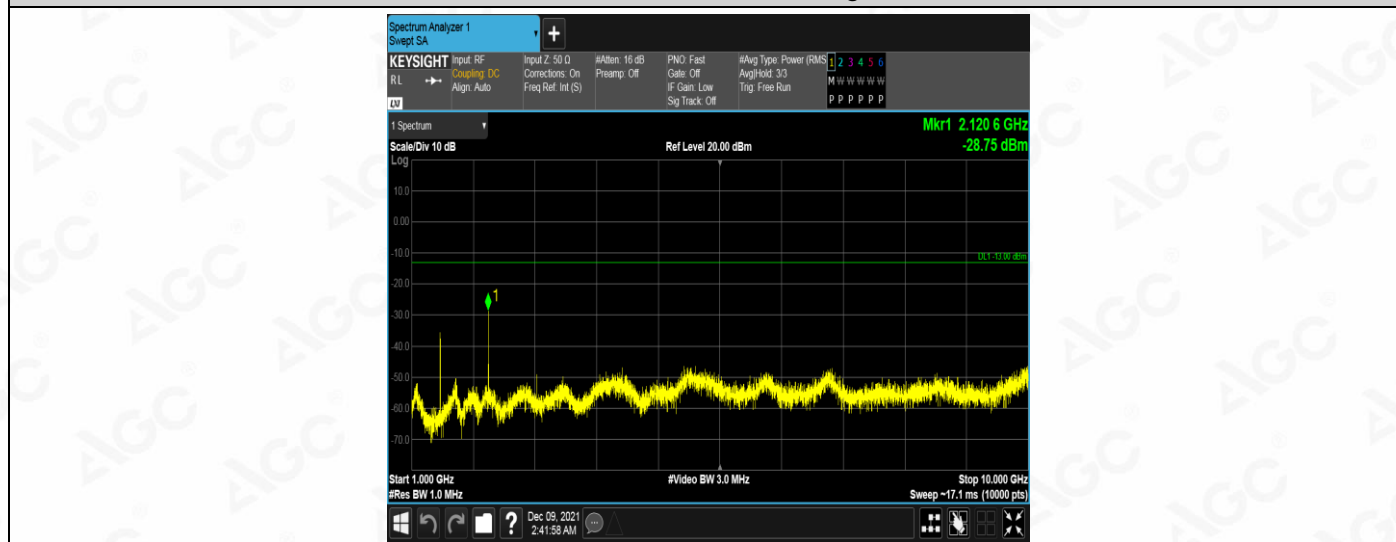 Spectrum Analyzer 1
Swept SA
+
KEYSIGHT Input: RF Input Z: 50 Ω #Atten: 16 dB PNO: Fast #Avg Type: Power (RMS 1 2 3 4 5 6
RL Coupling: DC Corrections: On Preamp: Off Gate: Off Avg|Hold: 3/3 M W W W W W
Align: Auto Freq Ref: Int (S) IF Gain: Low Trig: Free Run
LXI Sig Track: Off P P P P P P
1 Spectrum Mkr1 2.120 6 GHz
Scale/Div 10 dB Ref Level 20.00 dBm -28.75 dBm
Log
10.0
0.00
-10.0
DL1 -13.00 dBm
-20.0
1
-30.0
-40.0
-50.0
-60.0
-70.0
Start 1.000 GHz #Video BW 3.0 MHz Stop 10.000 GHz
#Res BW 1.0 MHz Sweep ~17.1 ms (10000 pts)
? Dec 09, 2021
2:41:58 AM
AGC